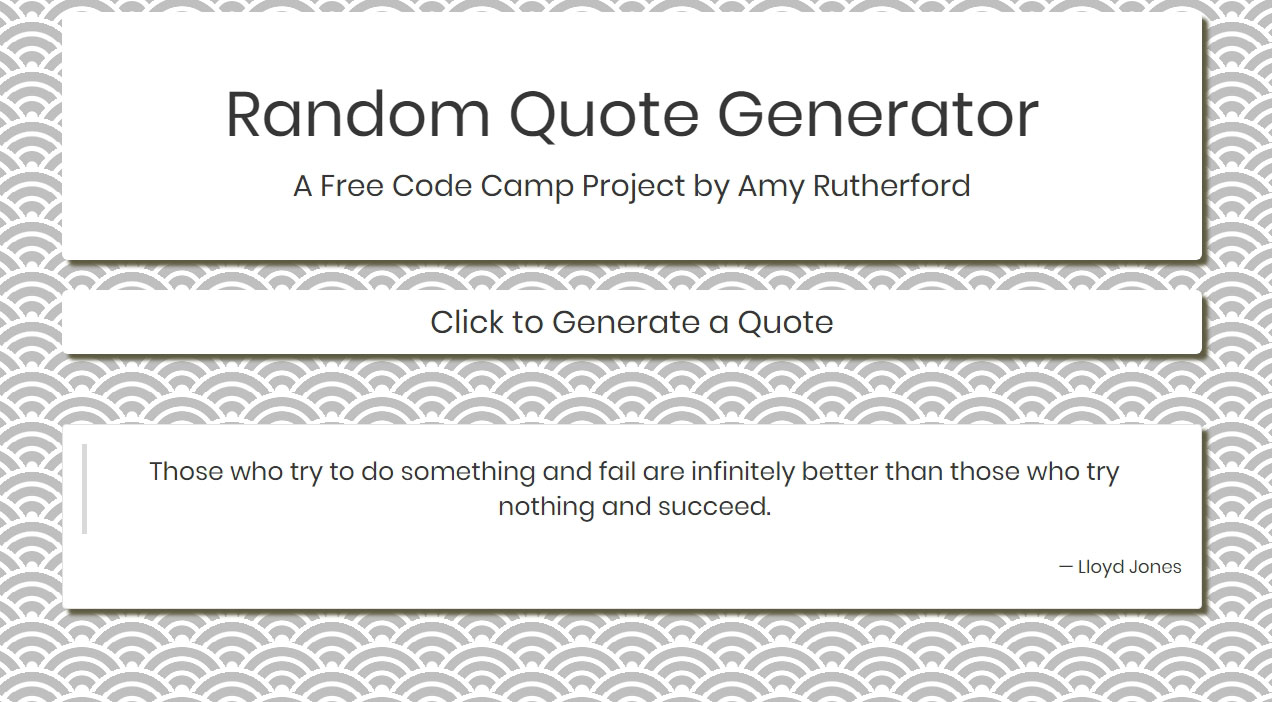 Random Quote Generator
A Free Code Camp Project by Amy Rutherford
Click to Generate a Quote
Those who try to do something and fail are infinitely better than those who try
nothing and succeed.
— Lloyd Jones